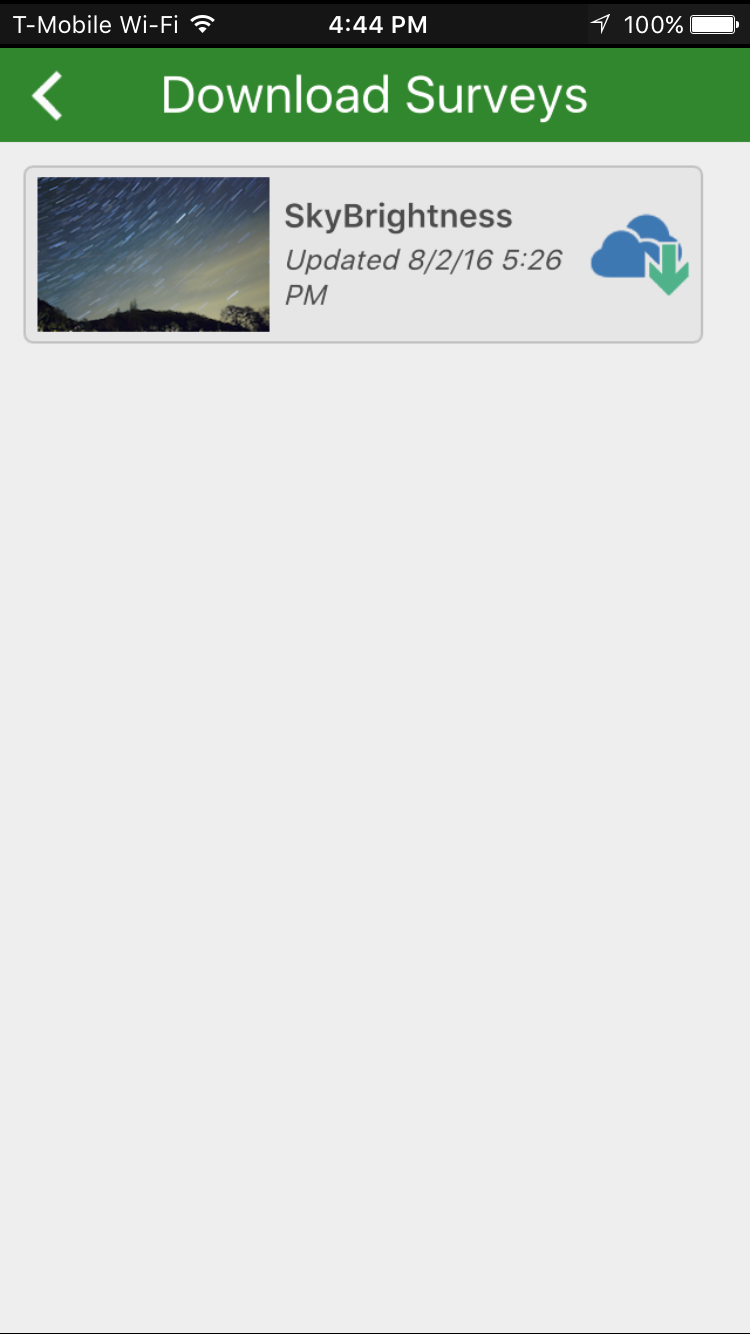 T-Mobile Wi-Fi 4:44 PM 100%
Download Surveys
SkyBrightness
Updated 8/2/16 5:26
PM